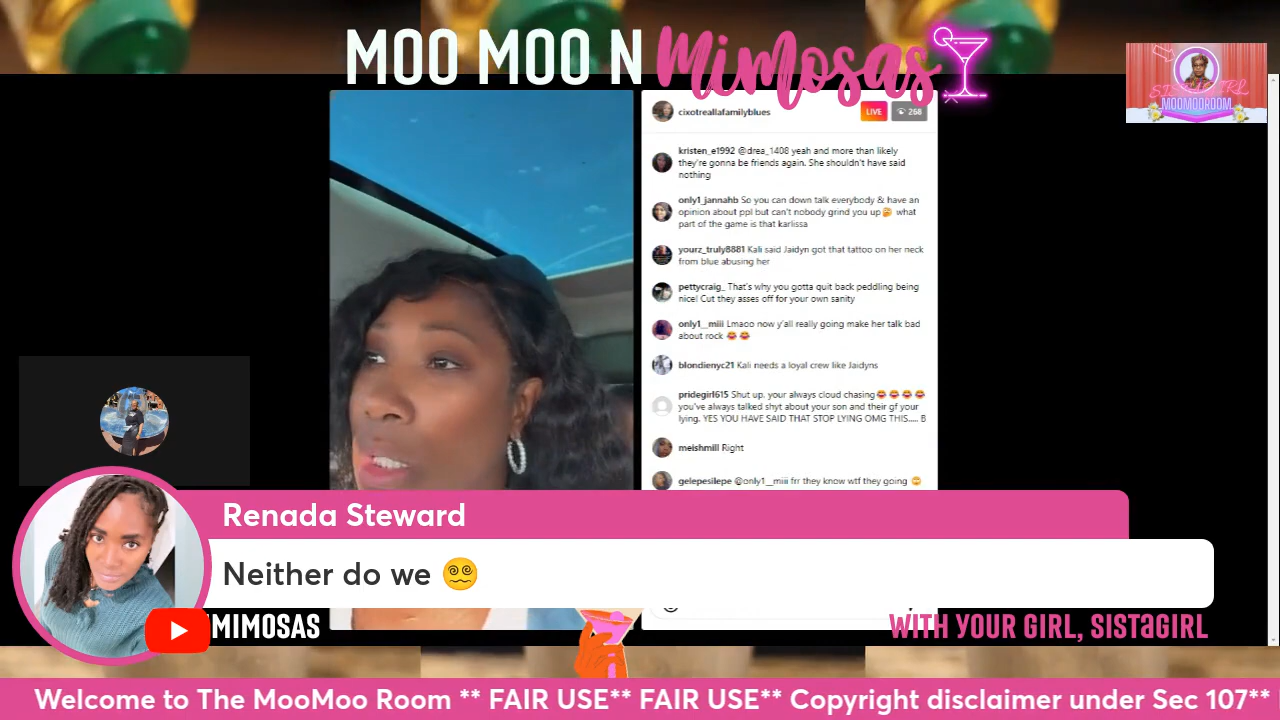 MOO MOO N Mimosas
SISTAGIRL
MOOMOOROOM
cixotreallafamilyblues
LIVE
268
kristen_e1992 @drea_1408 yeah and more than likely
they're gonna be friends again. She shouldn't have said
nothing
only1_jannahb So you can down talk everybody & have an
opinion about ppl but can't nobody grind you up🤔 what
part of the game is that karlissa
yourz_truly8881 Kali said Jaidyn got that tattoo on her neck
from blue abusing her
pettycraig_ That's why you gotta quit back peddling being
nice! Cut they asses off for your own sanity
only1__miii Lmaoo now y'all really going make her talk bad
about rock 😂 😂
blondienyc21 Kali needs a loyal crew like Jaidyns
pridegirl615 Shut up. your always cloud chasing😂 😂 😂 😂
you've always talked shyt about your son and their gf your
lying. YES YOU HAVE SAID THAT STOP LYING OMG THIS..... B
meishmill Right
gelepesilepe @only1__miii frr they know wtf they going 🙄
Renada Steward
Neither do we 😵‍💫
MIMOSAS
WITH YOUR GIRL, SISTAGIRL
Welcome to The MooMoo Room ** FAIR USE** FAIR USE** Copyright disclaimer under Sec 107**